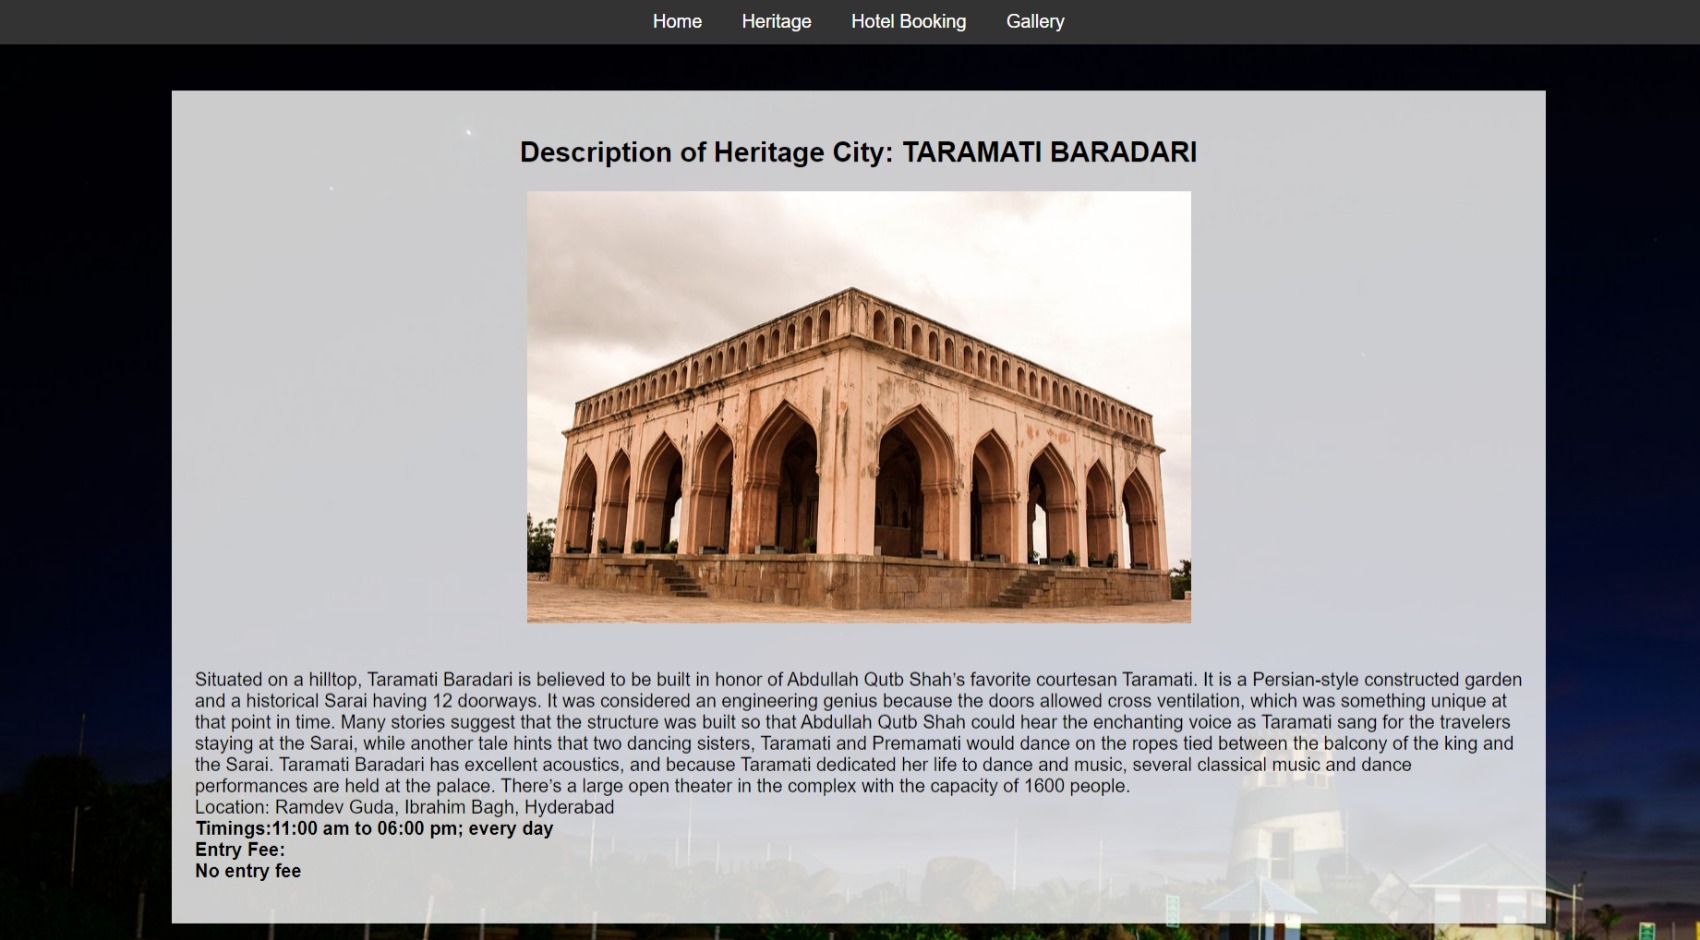 Home Heritage Hotel Booking Gallery
Description of Heritage City: TARAMATI BARADARI
Situated on a hilltop, Taramati Baradari is believed to be built in honor of Abdullah Qutb Shah’s favorite courtesan Taramati. It is a Persian-style constructed garden
and a historical Sarai having 12 doorways. It was considered an engineering genius because the doors allowed cross ventilation, which was something unique at
that point in time. Many stories suggest that the structure was built so that Abdullah Qutb Shah could hear the enchanting voice as Taramati sang for the travelers
staying at the Sarai, while another tale hints that two dancing sisters, Taramati and Premamati would dance on the ropes tied between the balcony of the king and
the Sarai. Taramati Baradari has excellent acoustics, and because Taramati dedicated her life to dance and music, several classical music and dance
performances are held at the palace. There’s a large open theater in the complex with the capacity of 1600 people.
Location: Ramdev Guda, Ibrahim Bagh, Hyderabad
Timings:11:00 am to 06:00 pm; every day
Entry Fee:
No entry fee